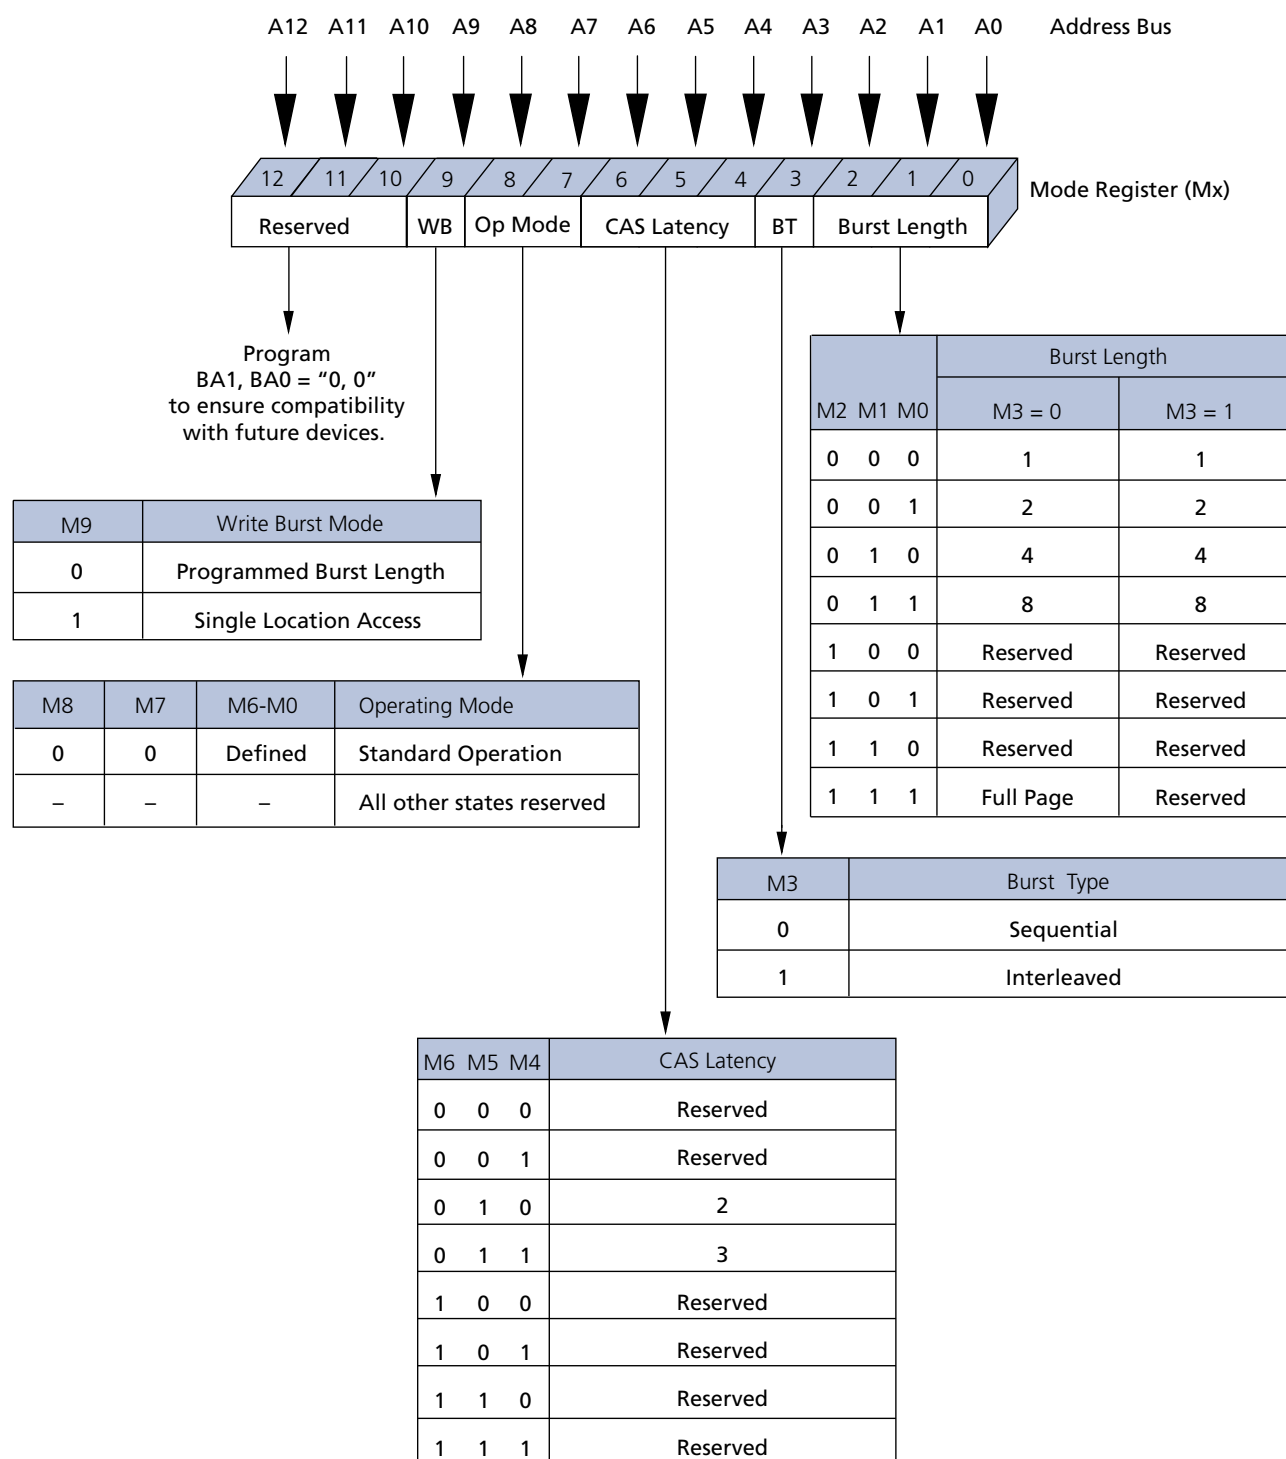 A12 A11 A10 A9 A8 A7 A6 A5 A4 A3 A2 A1 A0 Address Bus
12 11 10 9 8 7 6 5 4 3 2 1 0
Mode Register (Mx)
Reserved WB Op Mode CAS Latency BT Burst Length
Program
BA1, BA0 = “0, 0”
to ensure compatibility
with future devices.
Burst Length
M2 M1 M0 M3 = 0 M3 = 1
0 0 0 1 1
0 0 1 2 2
0 1 0 4 4
0 1 1 8 8
1 0 0 Reserved Reserved
1 0 1 Reserved Reserved
1 1 0 Reserved Reserved
1 1 1 Full Page Reserved
M9 Write Burst Mode
0 Programmed Burst Length
1 Single Location Access
M8 M7 M6-M0 Operating Mode
0 0 Defined Standard Operation
– – – All other states reserved
M3 Burst Type
0 Sequential
1 Interleaved
M6 M5 M4 CAS Latency
0 0 0 Reserved
0 0 1 Reserved
0 1 0 2
0 1 1 3
1 0 0 Reserved
1 0 1 Reserved
1 1 0 Reserved
1 1 1 Reserved